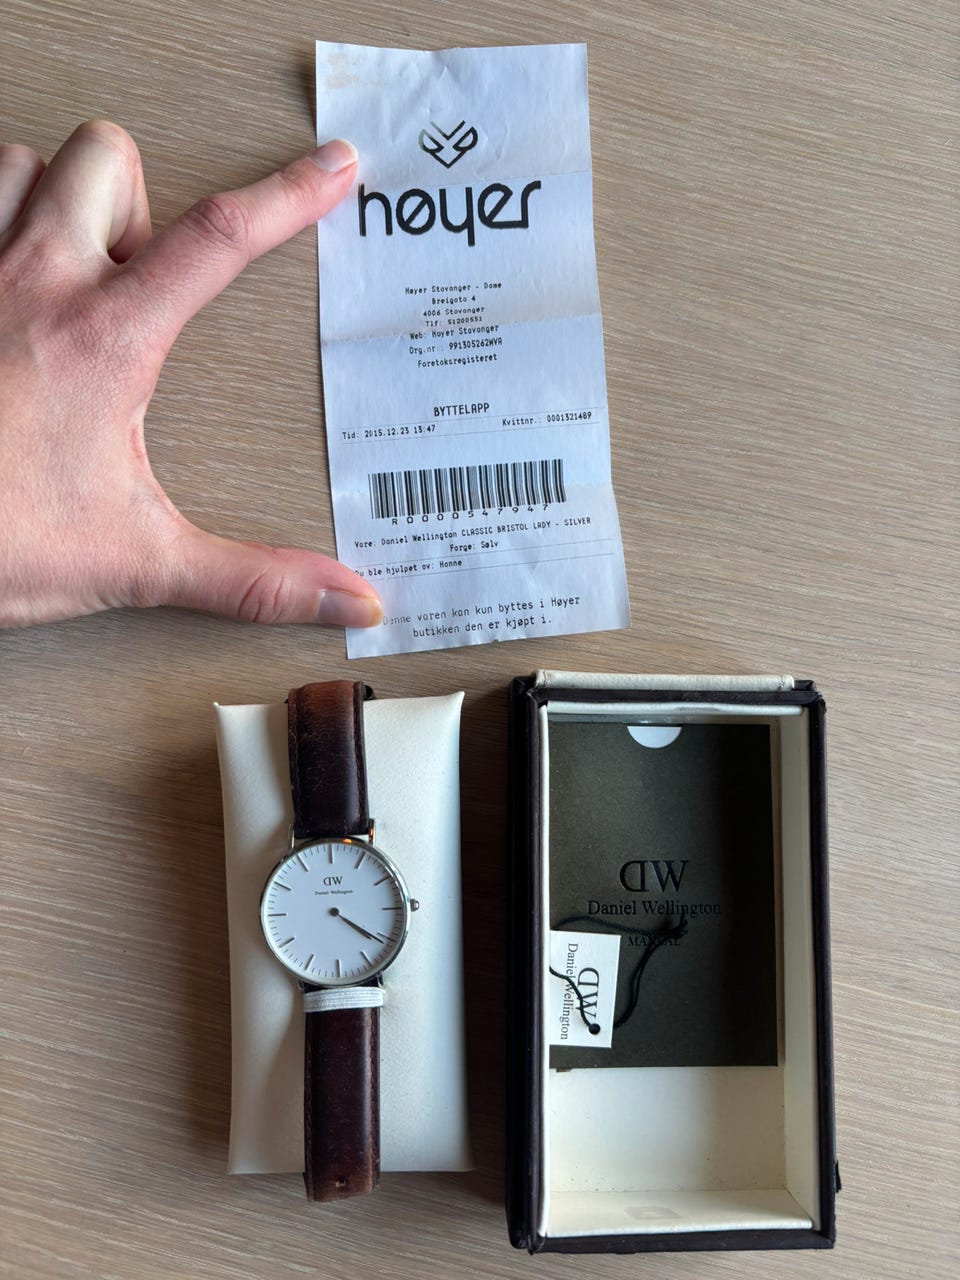 høyer
Høyer Stavanger - Dame
Breigata 4
4006 Stavanger
Tlf: 51200551
Web: Høyer Stavanger
Org.nr.: 991305262MVA
Foretaksregisteret
BYTTELAPP
Tid: 2015.12.23 13:47 Kvittnr.: 0001321489
R0000547947
Vare: Daniel Wellington CLASSIC BRISTOL LADY - SILVER
Farge: Sølv
Du ble hjulpet av: Hanne
Denne varen kan kun byttes i Høyer
butikken den er kjøpt i.
DW
Daniel Wellington
DW
Daniel Wellington
MANUAL
DW
Daniel Wellington